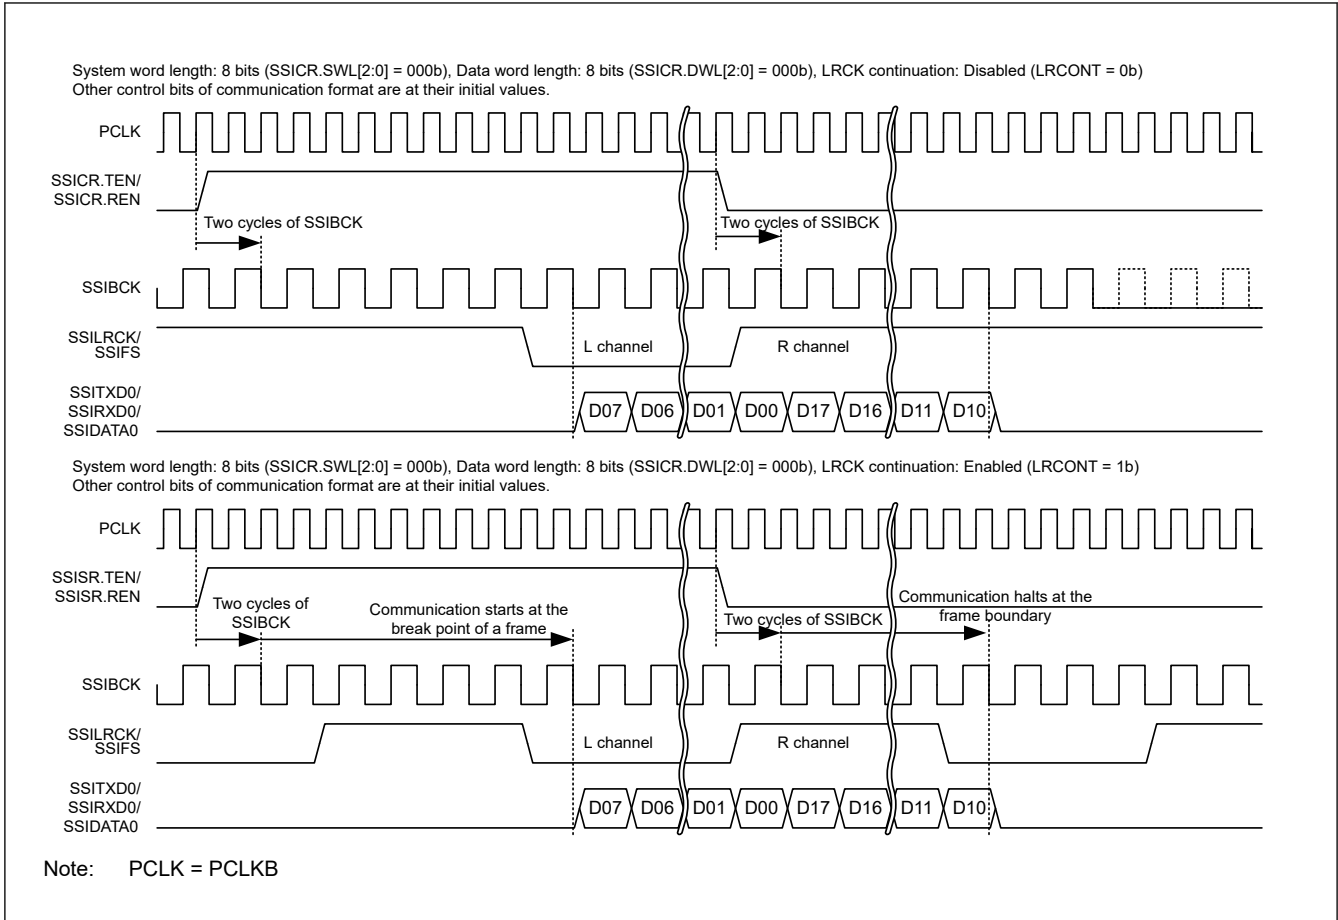 System word length: 8 bits (SSICR.SWL[2:0] = 000b), Data word length: 8 bits (SSICR.DWL[2:0] = 000b), LRCK continuation: Disabled (LRCONT = 0b)
Other control bits of communication format are at their initial values.
PCLK
SSICR.TEN/
SSICR.REN
Two cycles of SSIBCK
Two cycles of SSIBCK
SSIBCK
SSILRCK/
SSIFS
L channel
R channel
SSITXD0/
SSIRXD0/
SSIDATA0
D07 D06 D01 D00 D17 D16 D11 D10
System word length: 8 bits (SSICR.SWL[2:0] = 000b), Data word length: 8 bits (SSICR.DWL[2:0] = 000b), LRCK continuation: Enabled (LRCONT = 1b)
Other control bits of communication format are at their initial values.
PCLK
SSISR.TEN/
SSISR.REN
Two cycles of
SSIBCK
Communication starts at the
break point of a frame
Two cycles of SSIBCK
Communication halts at the
frame boundary
SSIBCK
SSILRCK/
SSIFS
L channel
R channel
SSITXD0/
SSIRXD0/
SSIDATA0
D07 D06 D01 D00 D17 D16 D11 D10
Note: PCLK = PCLKB